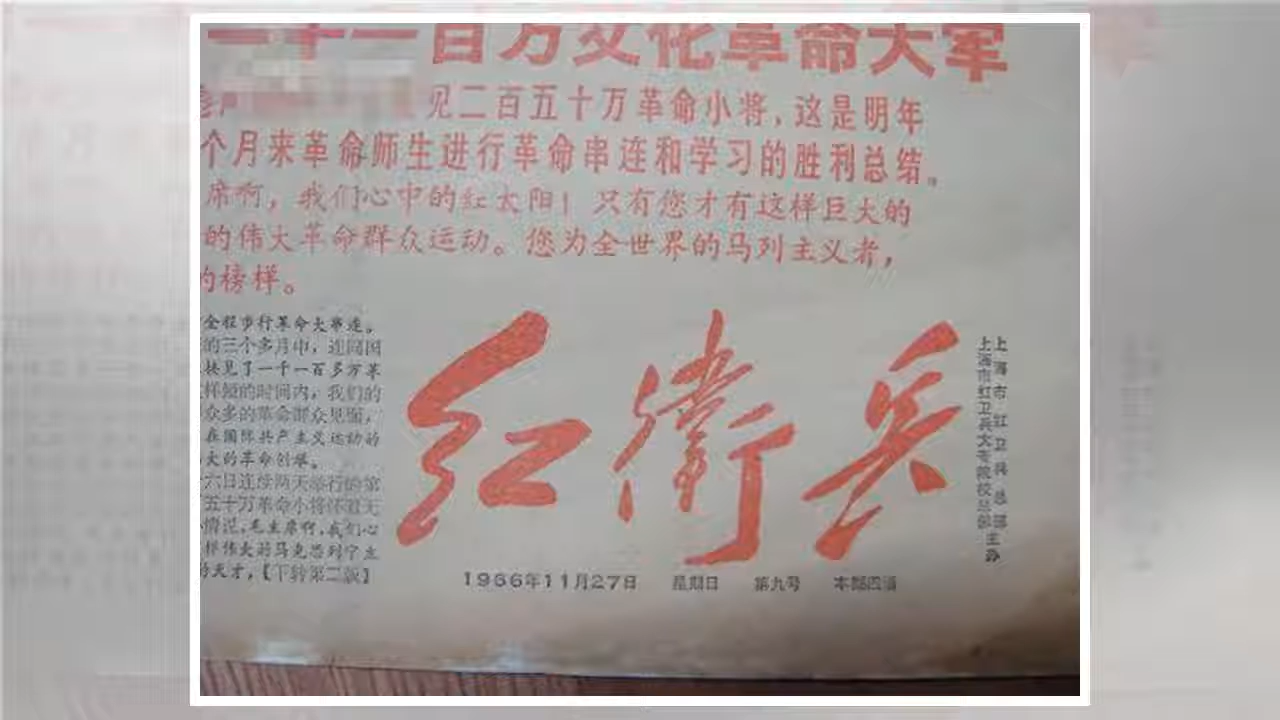 一千一百万文化革命大军
见二百五十万革命小将，这是明年
个月来革命师生进行革命串连和学习的胜利总结。
席啊，我们心中的红太阳！只有您才有这样巨大的
的伟大革命群众运动。您为全世界的马列主义者，
的榜样。
全程步行革命大串连。
的三个多月中，连同因
接见了一千一百多万革
样短的时间内，我们的
众多的革命群众见面，
在国际共产主义运动的
大的革命创举。
六日连续两天举行的第
五十万革命小将怀着无
情泥，毛主席啊，我们心
样伟大的马克思列宁主
的天才，【下转第二版】
红衛兵
上海市红卫兵总部主办
上海市红卫兵大专院校总部
1966年11月27日 星期日 第九号 本期四版